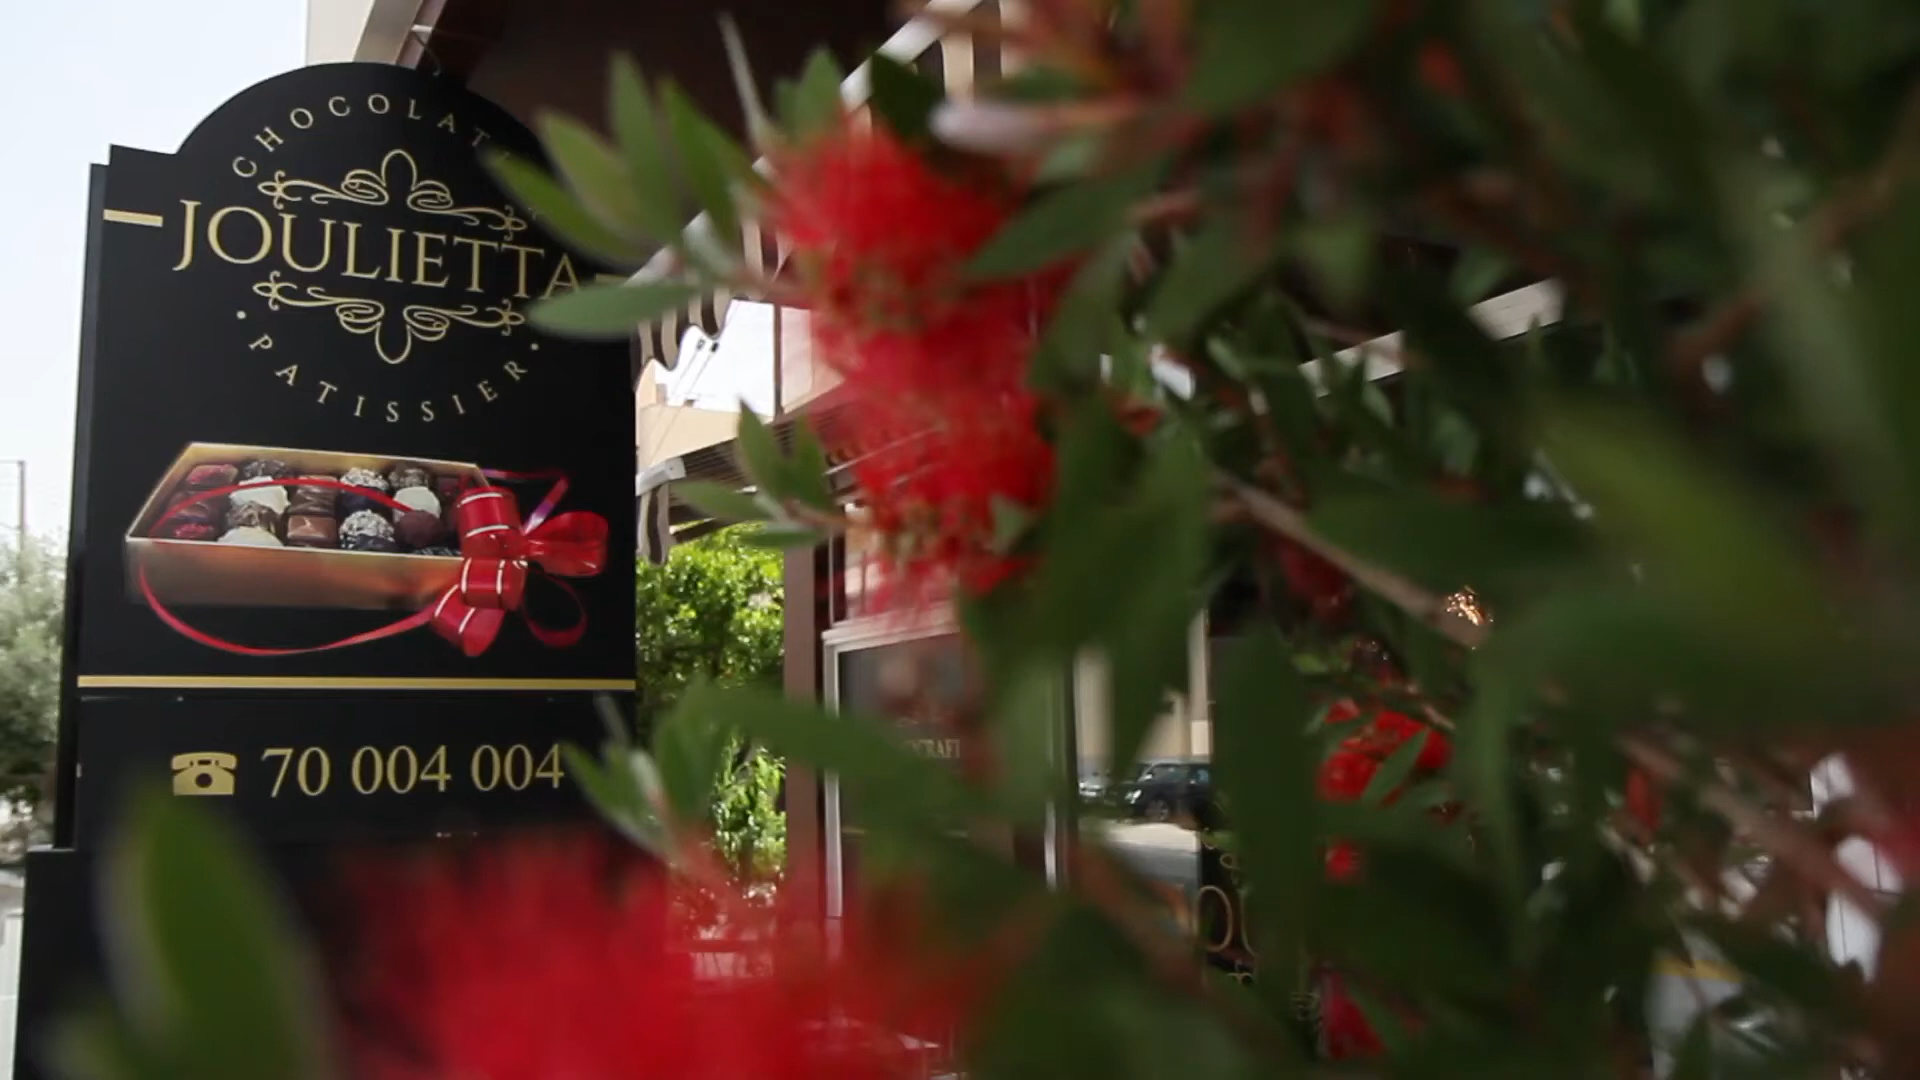 CHOCOLAT
JOULIETTA
• PATISSIER •
70 004 004